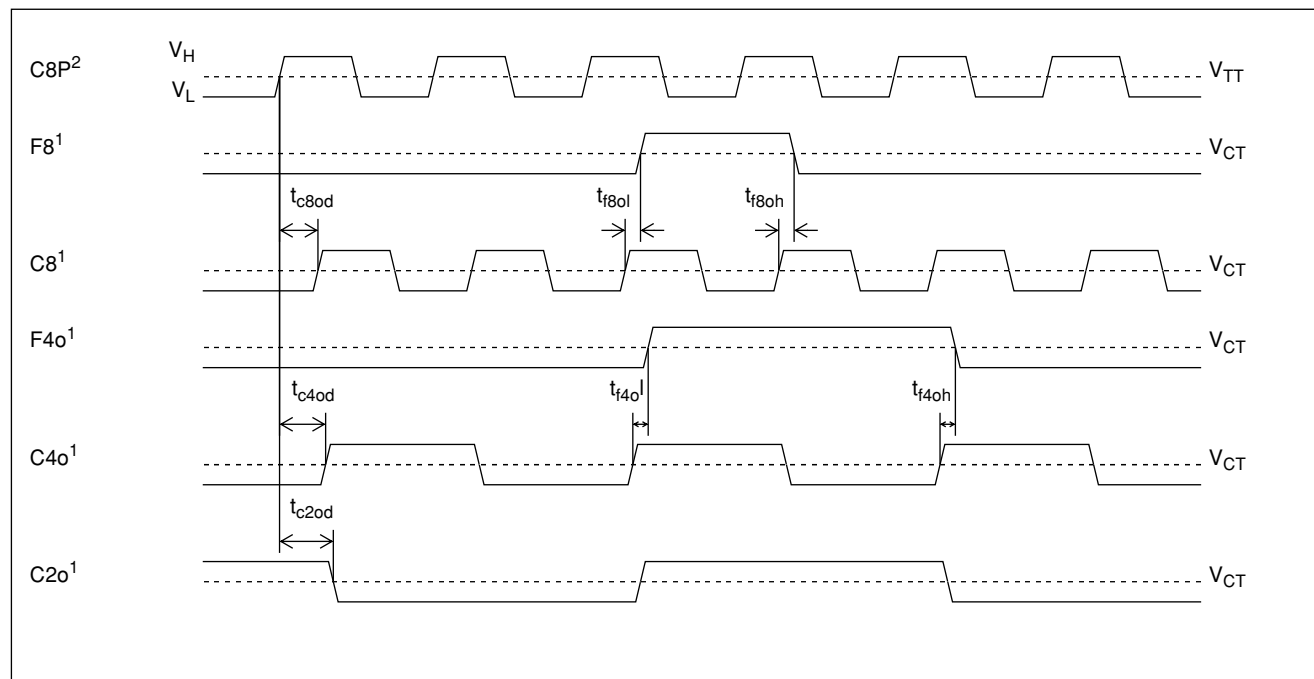 C8P² V_H V_L V_TT
F8¹ V_CT
t_c8od t_f8ol t_f8oh
C8¹ V_CT
F4o¹ V_CT
t_c4od t_f4ol t_f4oh
C4o¹ V_CT
t_c2od
C2o¹ V_CT